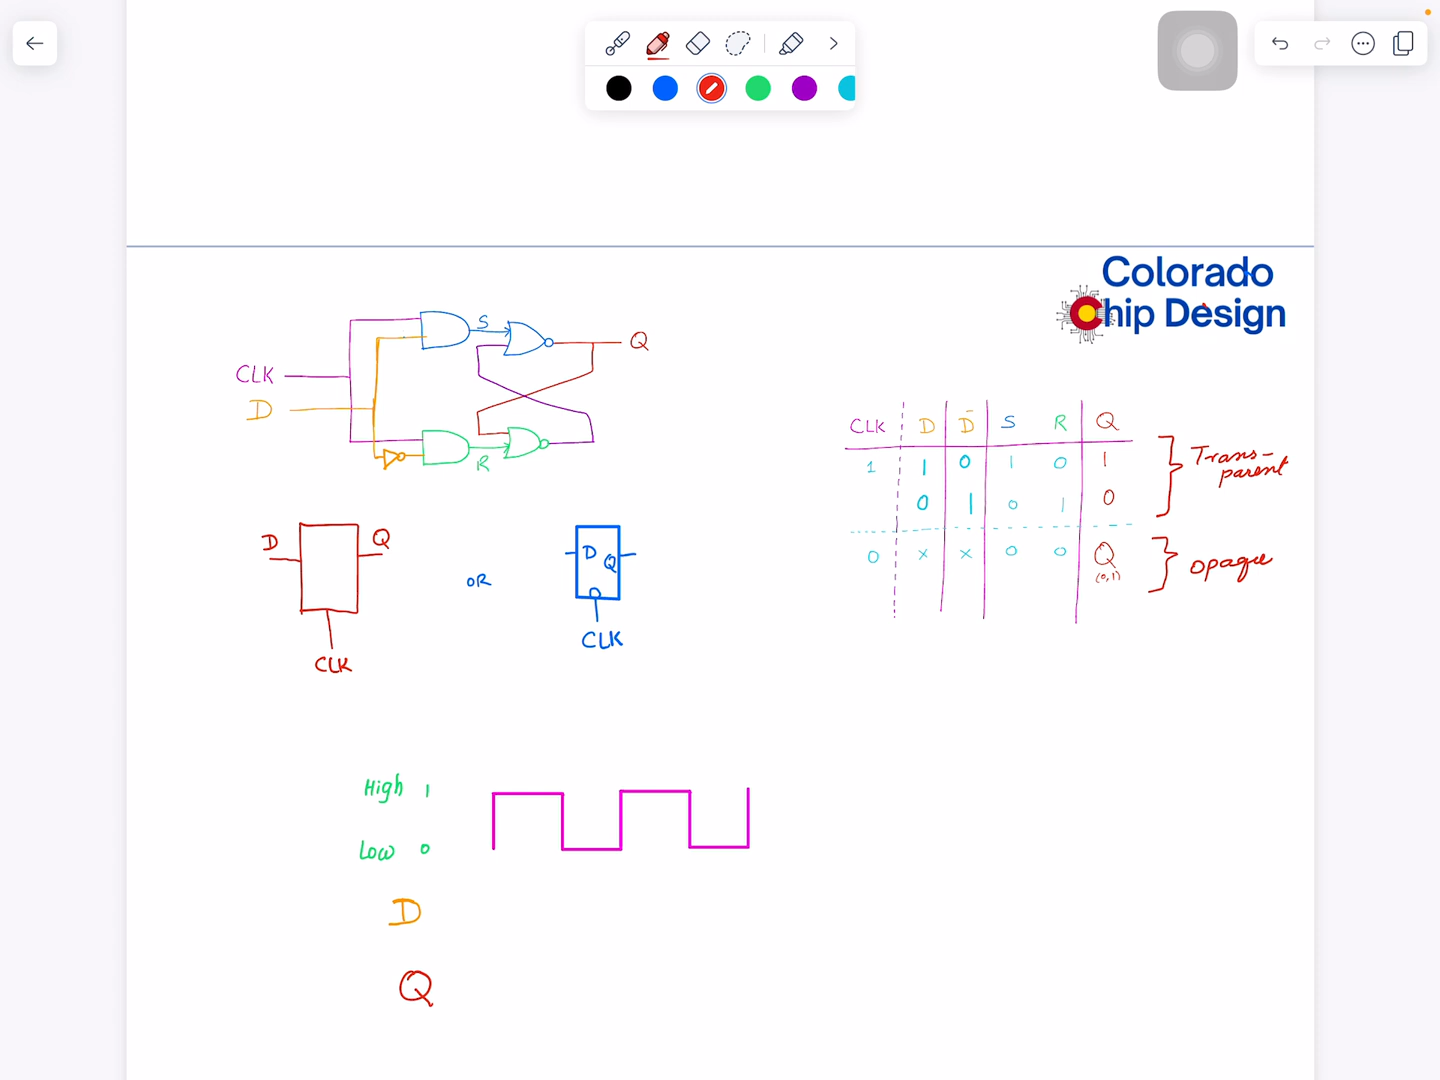 Colorado
Chip Design
S
Q
CLK
D
R
CLK D D̄ S R Q
1 1 0 1 0 1
0 1 0 1 0
Trans-
parent
0 x x 0 0 Q
(0,1)
opaque
D Q
CLK
OR
D Q
CLK
High 1
Low 0
D
Q